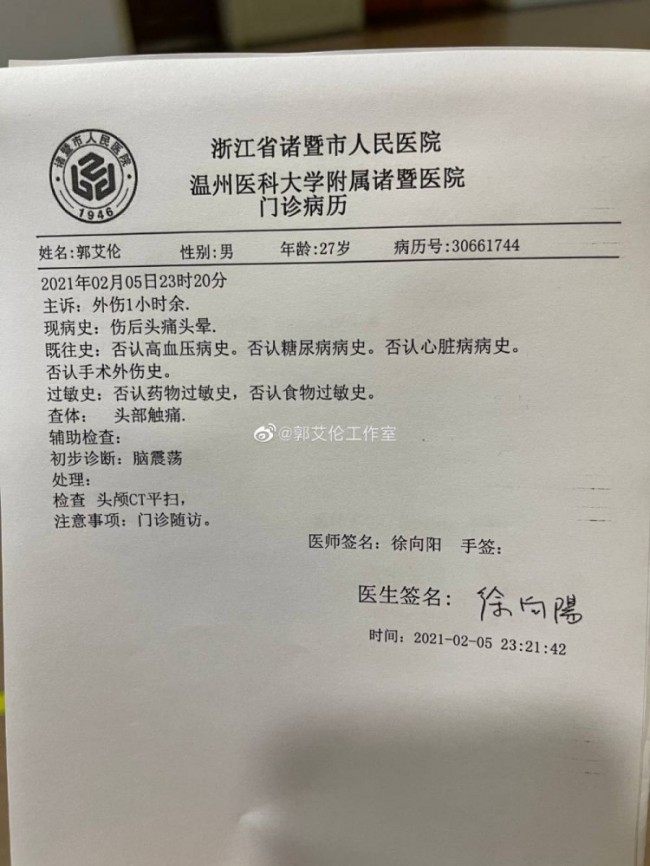 诸暨市人民医院
1946
浙江省诸暨市人民医院
温州医科大学附属诸暨医院
门诊病历
姓名:郭艾伦 性别:男 年龄:27岁 病历号:30661744
2021年02月05日23时20分
主诉: 外伤1小时余.
现病史: 伤后头痛头晕.
既往史: 否认高血压病史。否认糖尿病病史。否认心脏病病史。
否认手术外伤史。
过敏史: 否认药物过敏史, 否认食物过敏史。
查体: 头部触痛.
辅助检查:
@郭艾伦工作室
初步诊断: 脑震荡
处理:
检查 头颅CT平扫,
注意事项: 门诊随访。
医师签名: 徐向阳 手签:
医生签名: 徐向陽
时间: 2021-02-05 23:21:42